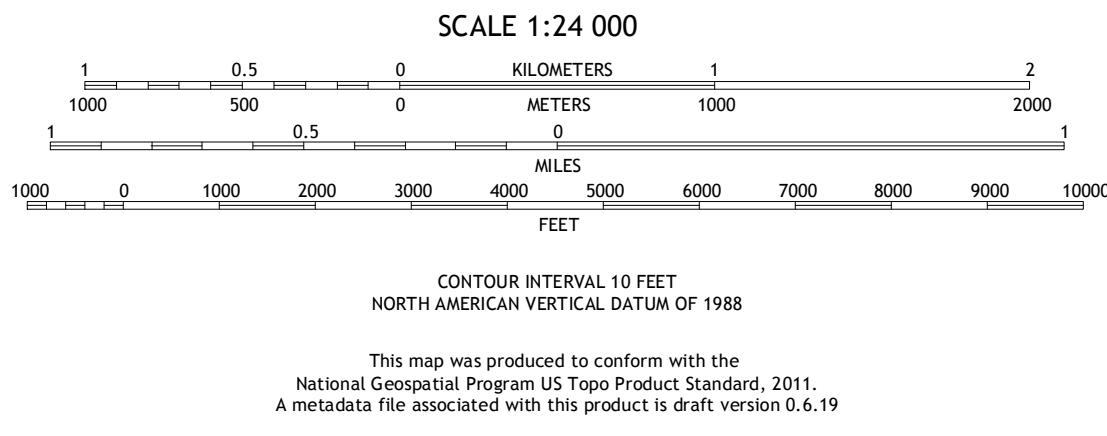 SCALE 1:24 000
1 0.5 0 KILOMETERS 1 2
1000 500 0 METERS 1000 2000
1 0.5 0 1
MILES
1000 0 1000 2000 3000 4000 5000 6000 7000 8000 9000 10000
FEET
CONTOUR INTERVAL 10 FEET
NORTH AMERICAN VERTICAL DATUM OF 1988
This map was produced to conform with the
National Geospatial Program US Topo Product Standard, 2011.
A metadata file associated with this product is draft version 0.6.19